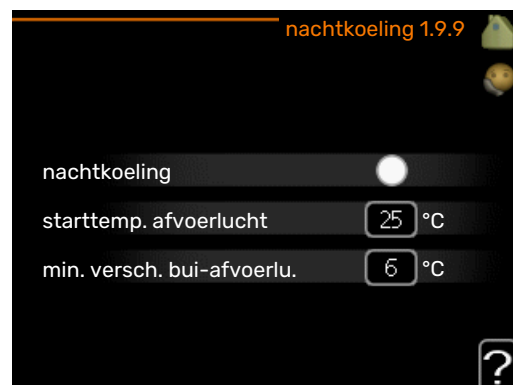 nachtkoeling 1.9.9
nachtkoeling
starttemp. afvoerlucht 25 °C
min. versch. bui-afvoerlu. 6 °C
?